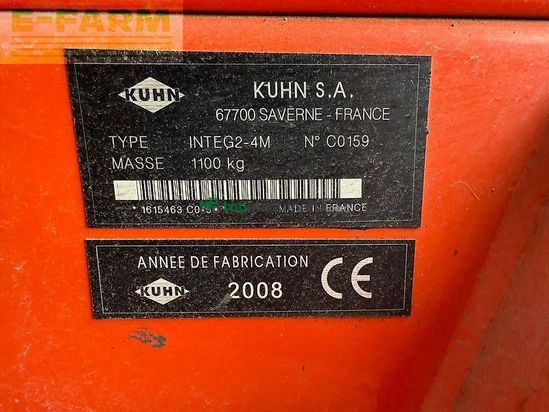 E-FARM
KUHN
KUHN S.A.
67700 SAVERNE - FRANCE
TYPE INTEG2-4M N° C0159
MASSE 1100 kg
* 1615463 MADE IN FRANCE
ANNEE DE FABRICATION
KUHN 2008 CE